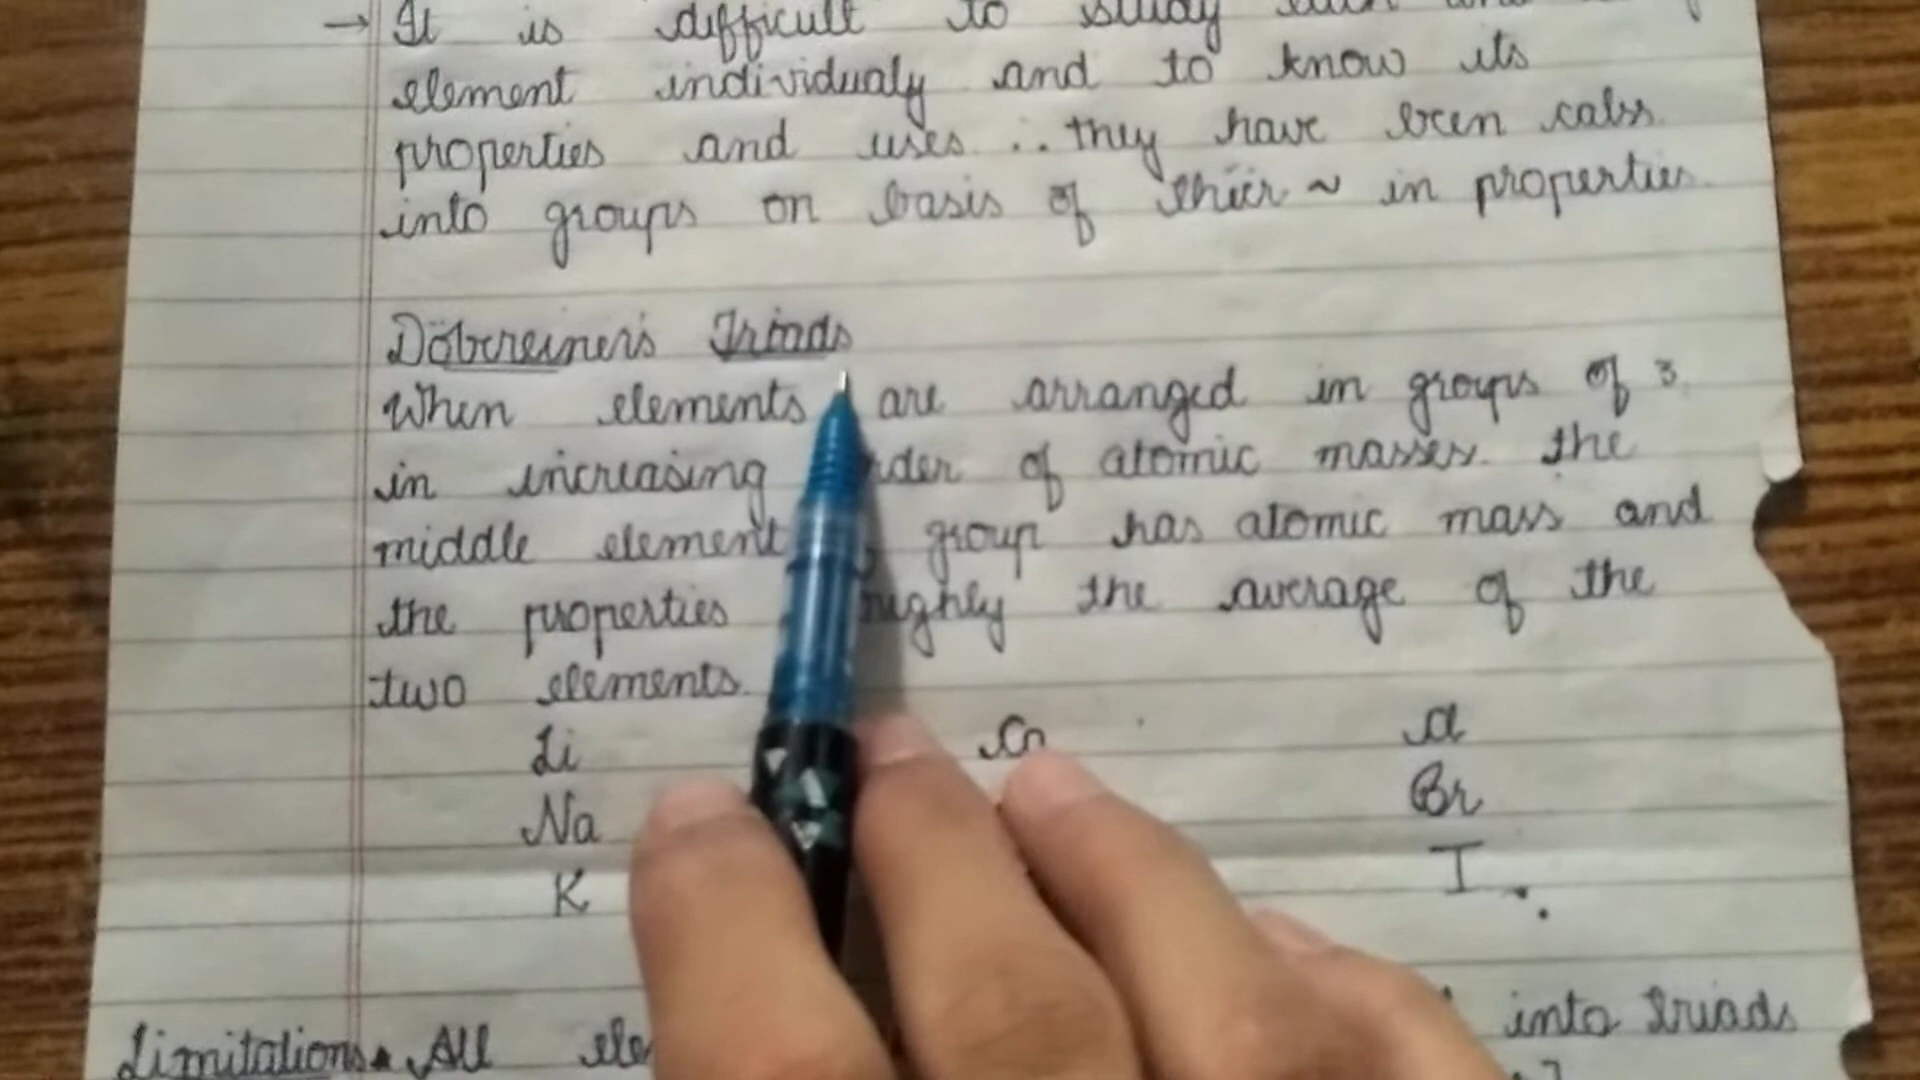 → It is difficult to study
element individualy and to know its
properties and uses ∴ they have been calss
into groups on basis of thier ~ in properties
Döbereiner's Triads
When elements are arranged in groups of 3
in increasing order of atomic masses. the
middle element group has atomic mass and
the properties roughly the average of the
two elements.
Li Ca Cl
Na Br
K I
Limitations All into triads